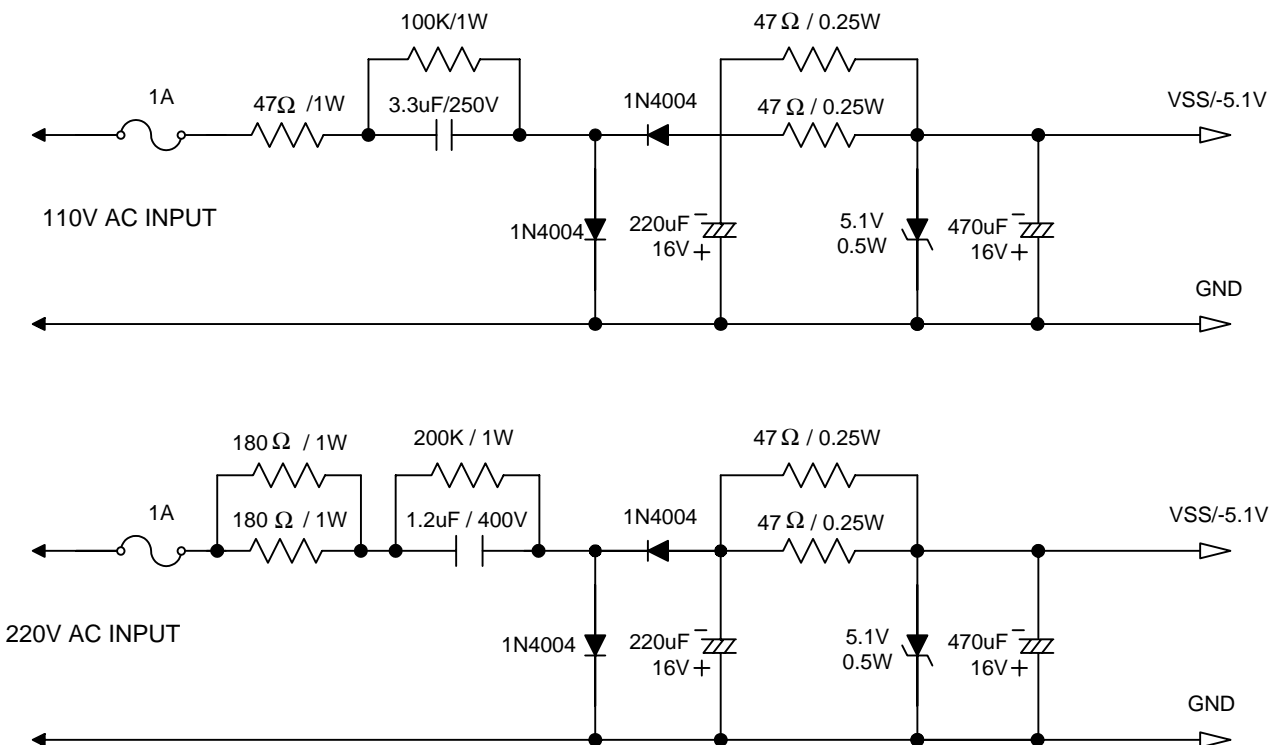 100K/1W
47Ω / 0.25W
1A
47Ω /1W
3.3uF/250V
1N4004
47Ω / 0.25W
VSS/-5.1V
110V AC INPUT
1N4004
220uF −
16V +
5.1V
0.5W
470uF −
16V +
GND
180Ω / 1W
200K / 1W
47Ω / 0.25W
1A
180Ω / 1W
1.2uF / 400V
1N4004
47Ω / 0.25W
VSS/-5.1V
220V AC INPUT
1N4004
220uF −
16V +
5.1V
0.5W
470uF −
16V +
GND